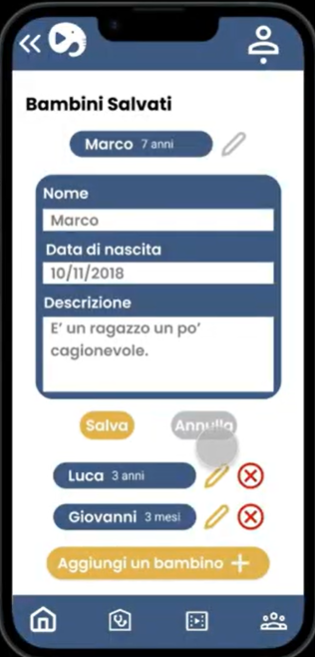 Bambini Salvati
Marco 7 anni
Nome
Marco
Data di nascita
10/11/2018
Descrizione
E' un ragazzo un po'
cagionevole.
Salva Annulla
Luca 3 anni
Giovanni 3 mesi
Aggiungi un bambino +